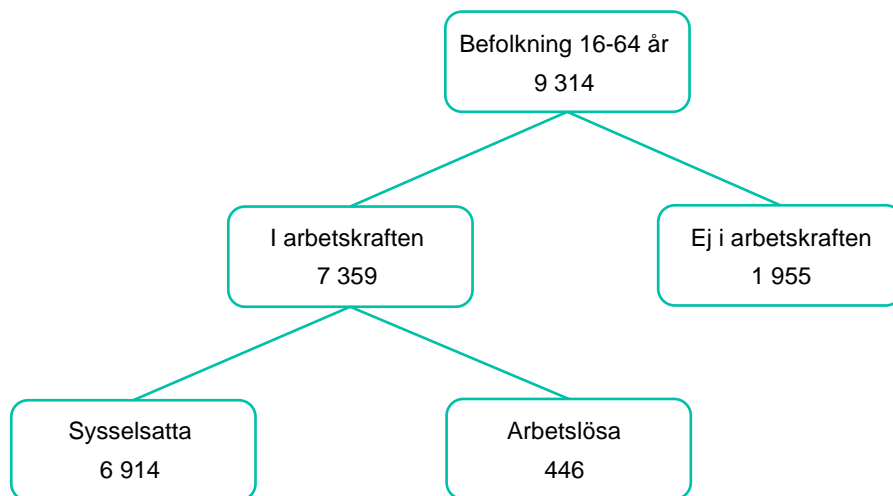 Befolkning 16-64 år
9 314
I arbetskraften
7 359
Ej i arbetskraften
1 955
Sysselsatta
6 914
Arbetslösa
446